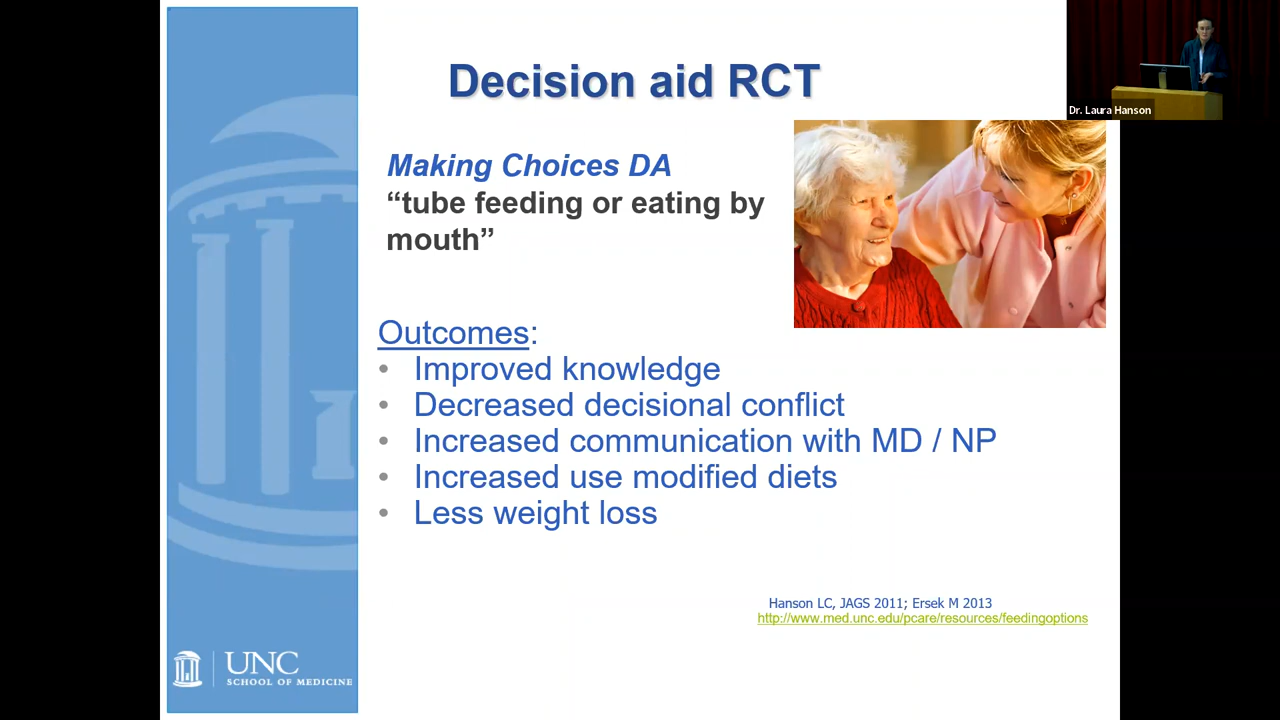 Decision aid RCT
Dr. Laura Hanson
Making Choices DA
“tube feeding or eating by
mouth”
Outcomes:
• Improved knowledge
• Decreased decisional conflict
• Increased communication with MD / NP
• Increased use modified diets
• Less weight loss
Hanson LC, JAGS 2011; Ersek M 2013
http://www.med.unc.edu/pcare/resources/feedingoptions
UNC
SCHOOL OF MEDICINE